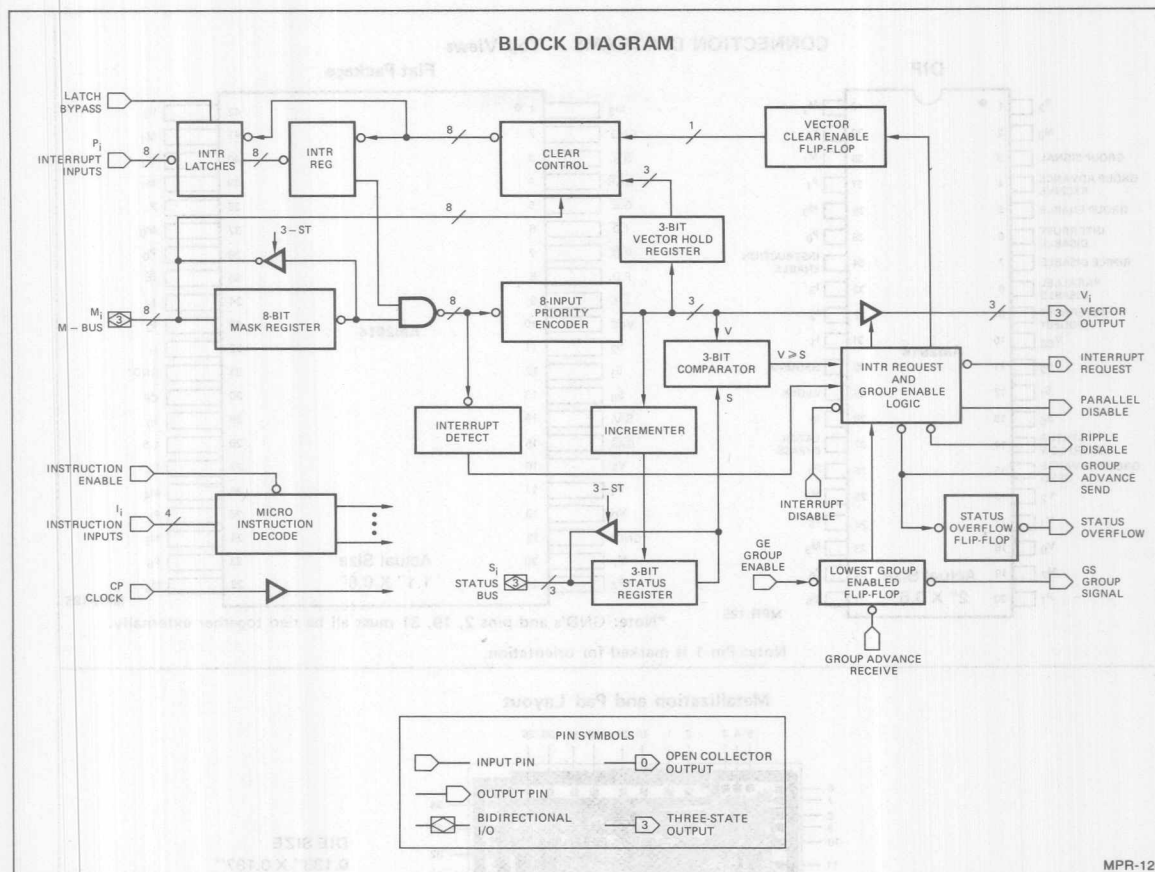 BLOCK DIAGRAM
LATCH
BYPASS
Pi
INTERRUPT
INPUTS
8
INTR
LATCHES
8
INTR
REG
8
CLEAR
CONTROL
1
VECTOR
CLEAR ENABLE
FLIP-FLOP
8
3
3-ST
3-BIT
VECTOR HOLD
REGISTER
Mi
M – BUS
3
8
8-BIT
MASK REGISTER
8
8-INPUT
PRIORITY
ENCODER
3
3
Vi
VECTOR
OUTPUT
3
V
3-BIT
COMPARATOR
S
V ≥ S
INTR REQUEST
AND
GROUP ENABLE
LOGIC
0
INTERRUPT
REQUEST
PARALLEL
DISABLE
RIPPLE
DISABLE
GROUP
ADVANCE
SEND
INTERRUPT
DETECT
INCREMENTER
INTERRUPT
DISABLE
INSTRUCTION
ENABLE
Ii
INSTRUCTION
INPUTS
4
MICRO
INSTRUCTION
DECODE
3-ST
STATUS
OVERFLOW
FLIP-FLOP
STATUS
OVERFLOW
CP
CLOCK
Si
STATUS
BUS
3
3
3-BIT
STATUS
REGISTER
GE
GROUP
ENABLE
LOWEST GROUP
ENABLED
FLIP-FLOP
GS
GROUP
SIGNAL
GROUP ADVANCE
RECEIVE
PIN SYMBOLS
INPUT PIN
0
OPEN COLLECTOR
OUTPUT
OUTPUT PIN
BIDIRECTIONAL
I/O
3
THREE-STATE
OUTPUT
MPR-12